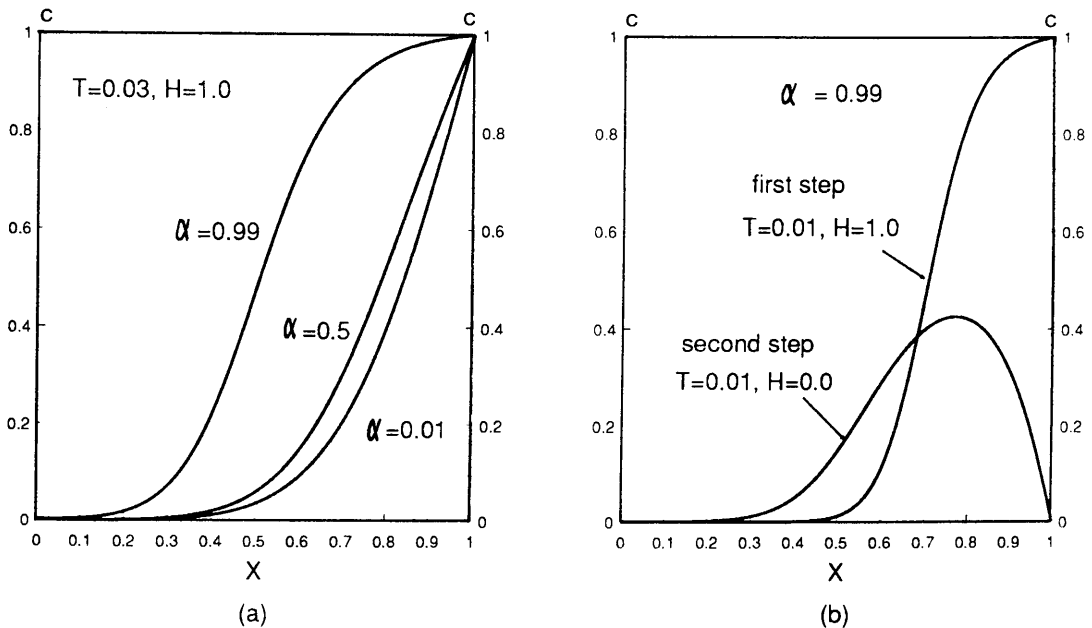 C C
1 1
T=0.03, H=1.0
0.8 0.8
α =0.99
0.6 0.6
α =0.5
0.4 0.4
α =0.01
0.2 0.2
0 0
0 0.1 0.2 0.3 0.4 0.5 0.6 0.7 0.8 0.9 1
X
(a)
C C
1 1
α = 0.99
0.8 0.8
first step
T=0.01, H=1.0
0.6 0.6
0.4 0.4
second step
T=0.01, H=0.0
0.2 0.2
0 0
0 0.1 0.2 0.3 0.4 0.5 0.6 0.7 0.8 0.9 1
X
(b)